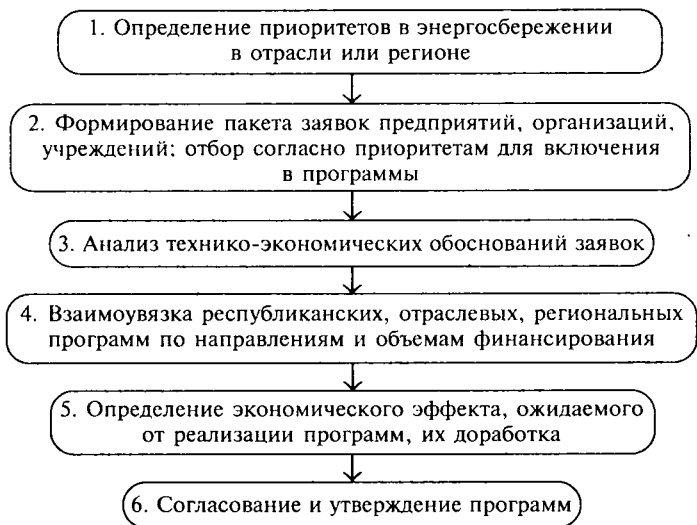 1. Определение приоритетов в энергосбережении
в отрасли или регионе
2. Формирование пакета заявок предприятий, организаций,
учреждений; отбор согласно приоритетам для включения
в программы
3. Анализ технико-экономических обоснований заявок
4. Взаимоувязка республиканских, отраслевых, региональных
программ по направлениям и объемам финансирования
5. Определение экономического эффекта, ожидаемого
от реализации программ, их доработка
6. Согласование и утверждение программ